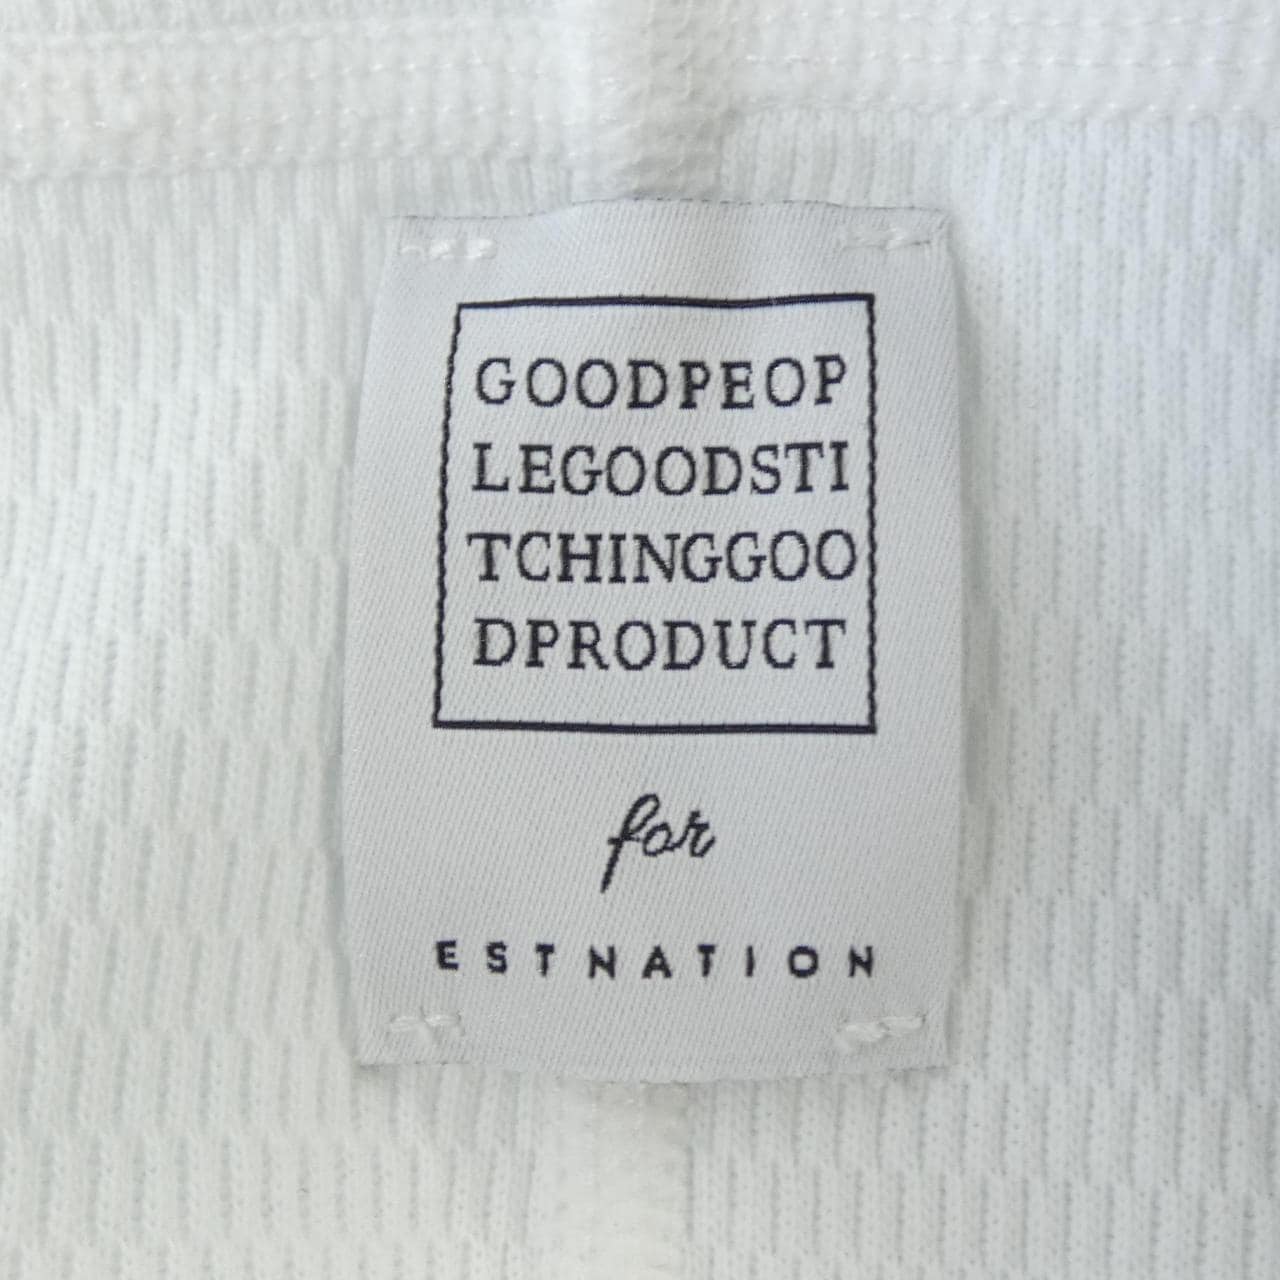 GOODPEOP
LEGOODSTI
TCHINGGOO
DPRODUCT
for
ESTNATION